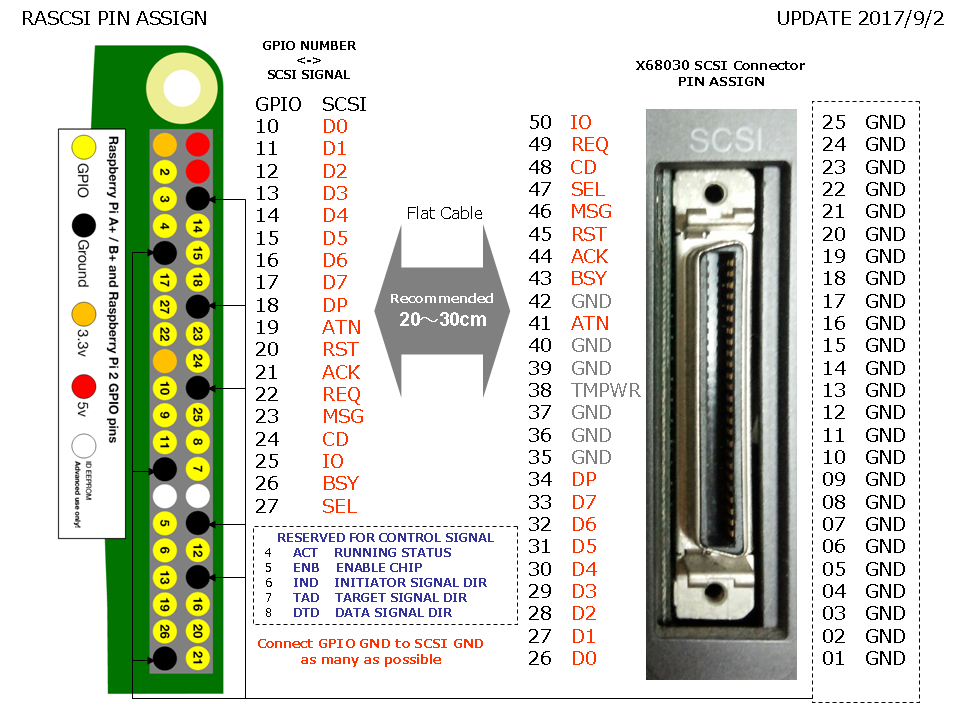 RASCSI PIN ASSIGN
UPDATE 2017/9/2
GPIO NUMBER
<->
SCSI SIGNAL
GPIO SCSI
10 D0
11 D1
12 D2
13 D3
14 D4
15 D5
16 D6
17 D7
18 DP
19 ATN
20 RST
21 ACK
22 REQ
23 MSG
24 CD
25 IO
26 BSY
27 SEL
RESERVED FOR CONTROL SIGNAL
4 ACT RUNNING STATUS
5 ENB ENABLE CHIP
6 IND INITIATOR SIGNAL DIR
7 TAD TARGET SIGNAL DIR
8 DTD DATA SIGNAL DIR
Connect GPIO GND to SCSI GND
as many as possible
Raspberry Pi A+ / B+ and Raspberry Pi 2 GPIO pins
GPIO
Ground
3.3v
5v
ID EEPROM
Advanced use only!
2
3
4 14
15
17 18
27
22 23
24
10
9 25
11 8
7
5
6 12
13
19 16
26 20
21
Flat Cable
Recommended
20~30cm
X68030 SCSI Connector
PIN ASSIGN
50 IO
49 REQ
48 CD
47 SEL
46 MSG
45 RST
44 ACK
43 BSY
42 GND
41 ATN
40 GND
39 GND
38 TMPWR
37 GND
36 GND
35 GND
34 DP
33 D7
32 D6
31 D5
30 D4
29 D3
28 D2
27 D1
26 D0
SCSI
25 GND
24 GND
23 GND
22 GND
21 GND
20 GND
19 GND
18 GND
17 GND
16 GND
15 GND
14 GND
13 GND
12 GND
11 GND
10 GND
09 GND
08 GND
07 GND
06 GND
05 GND
04 GND
03 GND
02 GND
01 GND